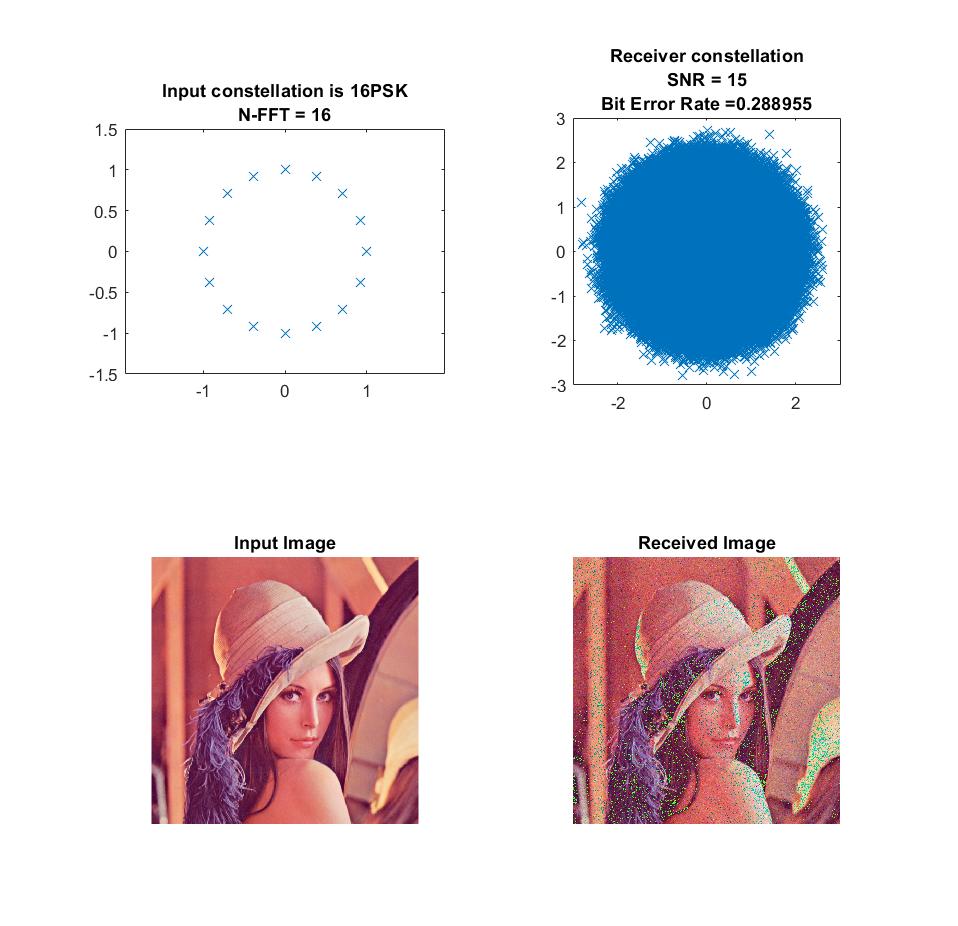 Input constellation is 16PSK
N-FFT = 16
1.5
1
0.5
0
-0.5
-1
-1.5
-1 0 1
Receiver constellation
SNR = 15
Bit Error Rate =0.288955
3
2
1
0
-1
-2
-3
-2 0 2
Input Image
Received Image